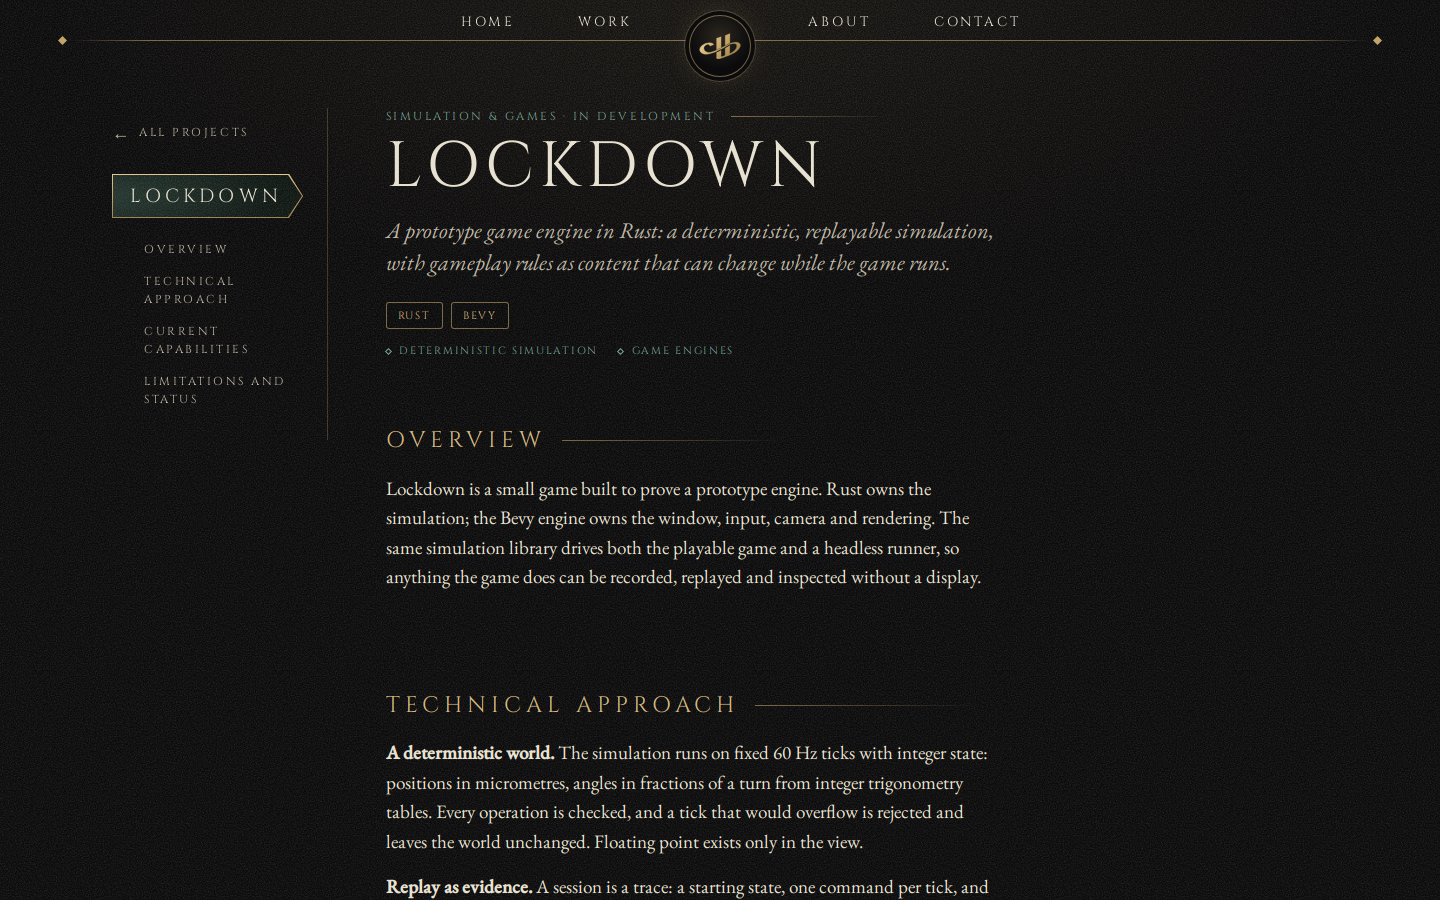 HOME WORK ABOUT CONTACT
← ALL PROJECTS
LOCKDOWN
OVERVIEW
TECHNICAL
APPROACH
CURRENT
CAPABILITIES
LIMITATIONS AND
STATUS
SIMULATION & GAMES · IN DEVELOPMENT
LOCKDOWN
A prototype game engine in Rust: a deterministic, replayable simulation,
with gameplay rules as content that can change while the game runs.
RUST BEVY
DETERMINISTIC SIMULATION GAME ENGINES
OVERVIEW
Lockdown is a small game built to prove a prototype engine. Rust owns the
simulation; the Bevy engine owns the window, input, camera and rendering. The
same simulation library drives both the playable game and a headless runner, so
anything the game does can be recorded, replayed and inspected without a display.
TECHNICAL APPROACH
A deterministic world. The simulation runs on fixed 60 Hz ticks with integer state:
positions in micrometres, angles in fractions of a turn from integer trigonometry
tables. Every operation is checked, and a tick that would overflow is rejected and
leaves the world unchanged. Floating point exists only in the view.
Replay as evidence. A session is a trace: a starting state, one command per tick, and